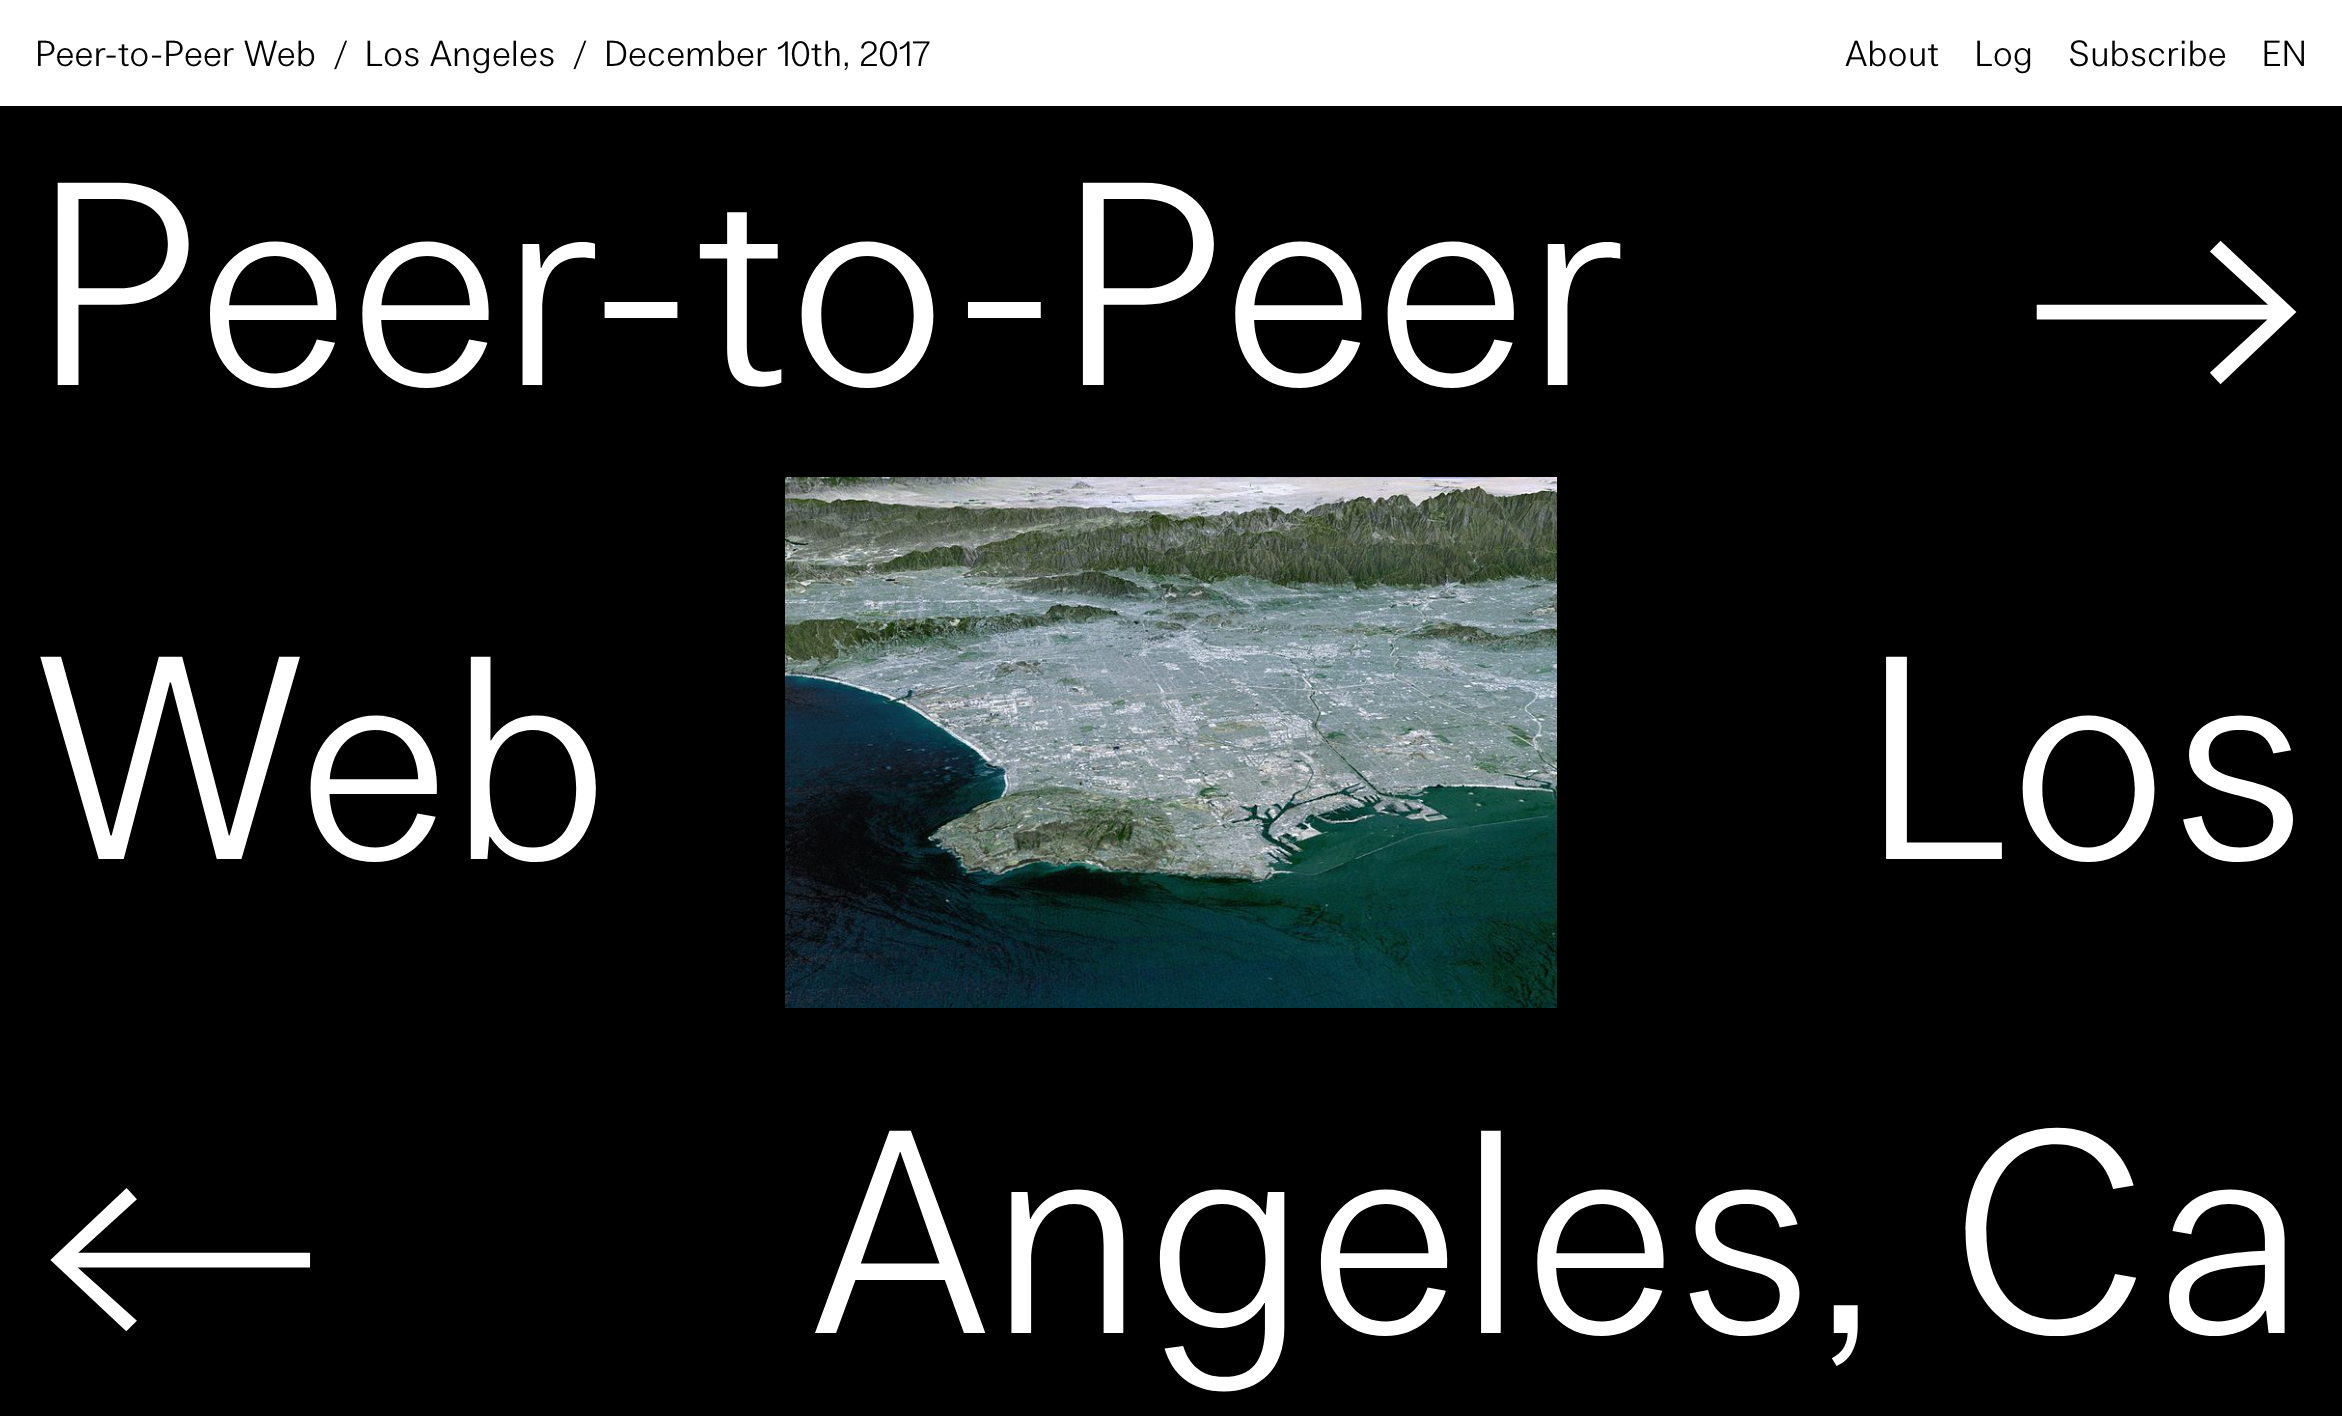 Peer-to-Peer Web / Los Angeles / December 10th, 2017
About Log Subscribe EN
Peer-to-Peer →
Web Los
← Angeles, Ca